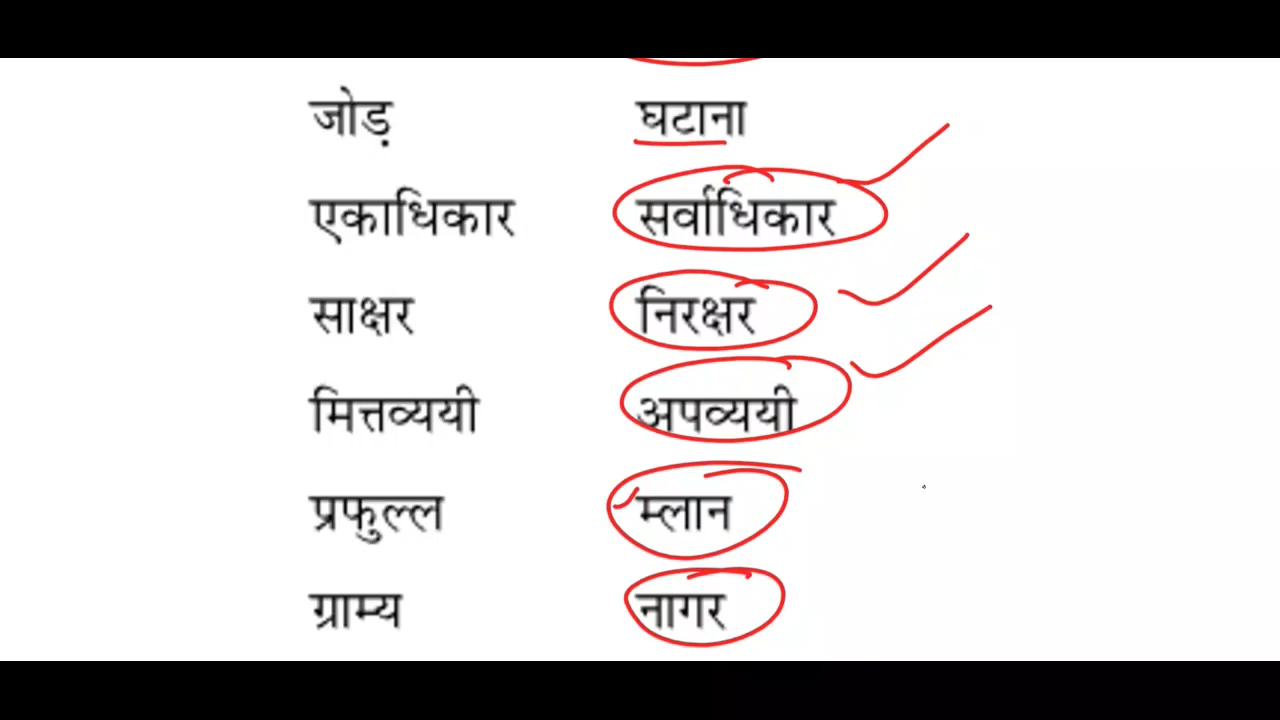 जोड़ घटाना
एकाधिकार सर्वाधिकार
साक्षर निरक्षर
मित्तव्ययी अपव्ययी
प्रफुल्ल म्लान
ग्राम्य नागर